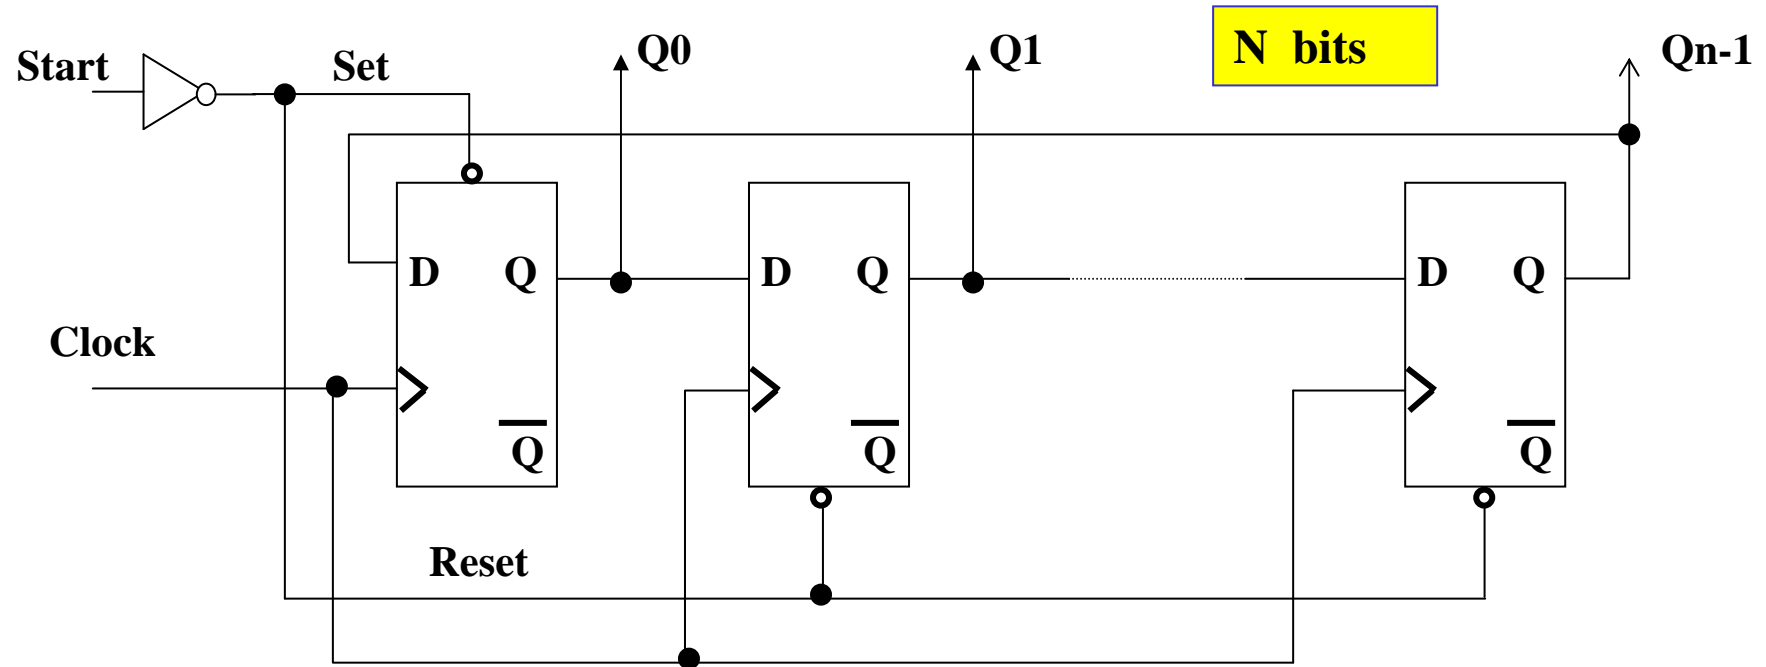 Start
Set
Q0
Q1
N bits
Qn-1
D Q
D Q
D Q
Clock
Q̅
Q̅
Q̅
Reset